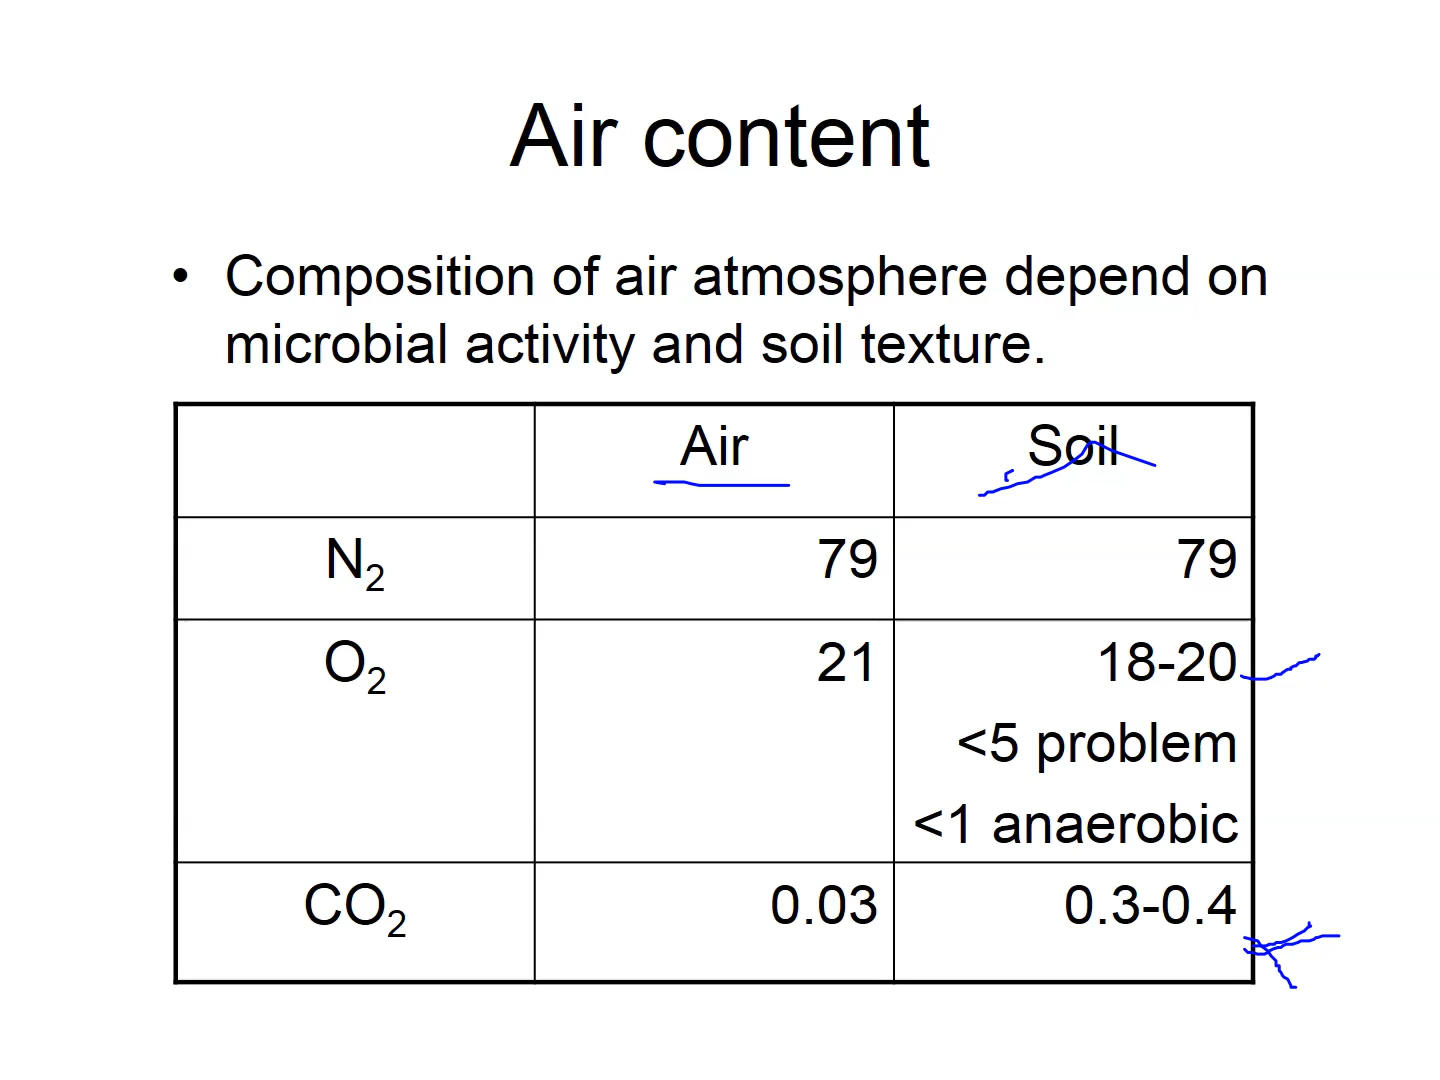 Air content
• Composition of air atmosphere depend on
microbial activity and soil texture.
Air Soil
N₂ 79 79
O₂ 21 18-20
<5 problem
<1 anaerobic
CO₂ 0.03 0.3-0.4